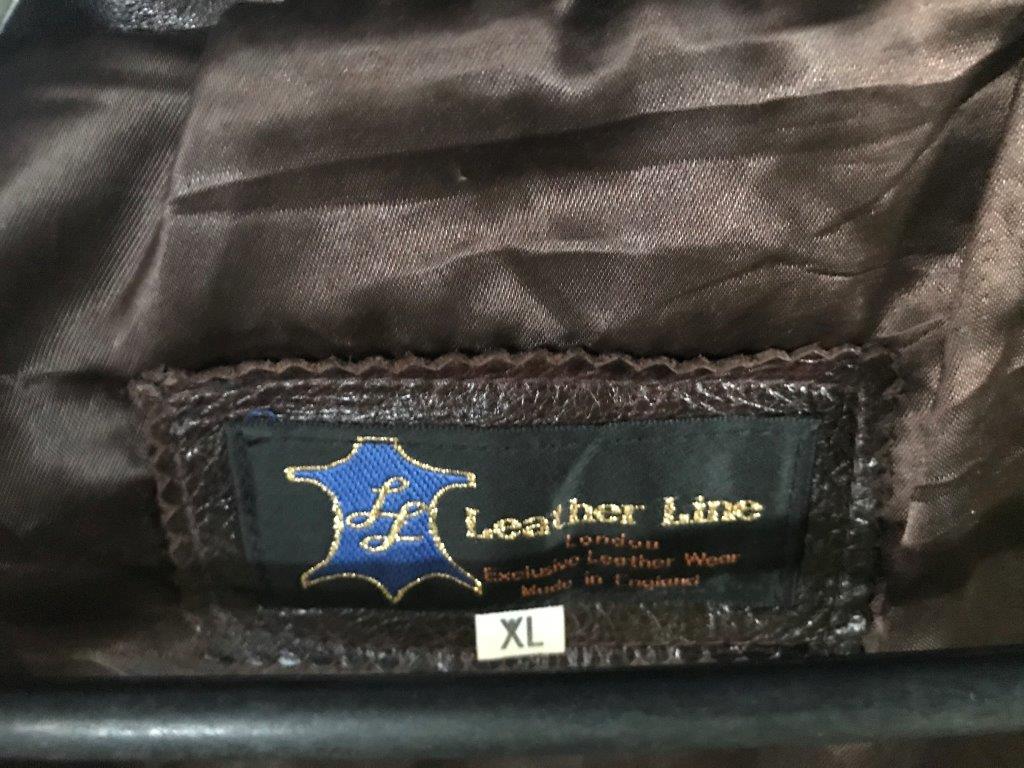 LL
Leather Line
London
Exclusive Leather Wear
Made in England
XL